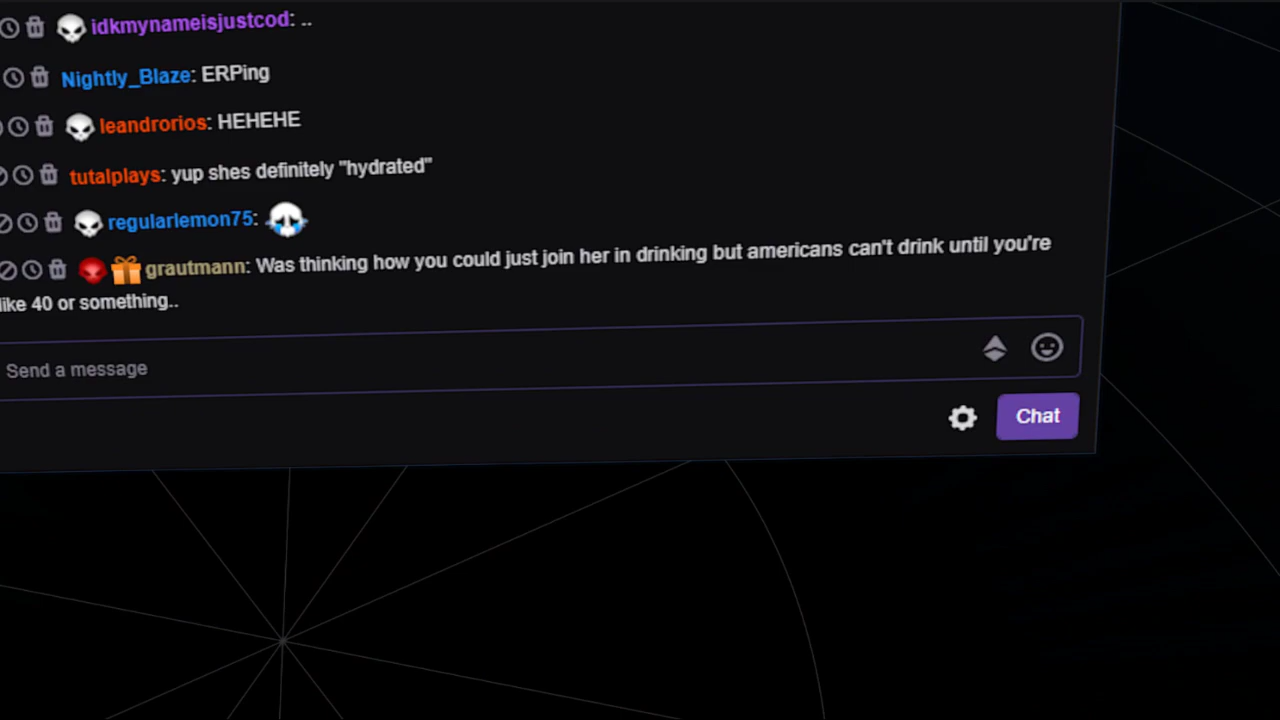 idkmynameisjustcod: ..
Nightly_Blaze: ERPing
leandrorios: HEHEHE
tutalplays: yup shes definitely "hydrated"
regularlemon75:
grautmann: Was thinking how you could just join her in drinking but americans can't drink until you're
like 40 or something..
Send a message
Chat